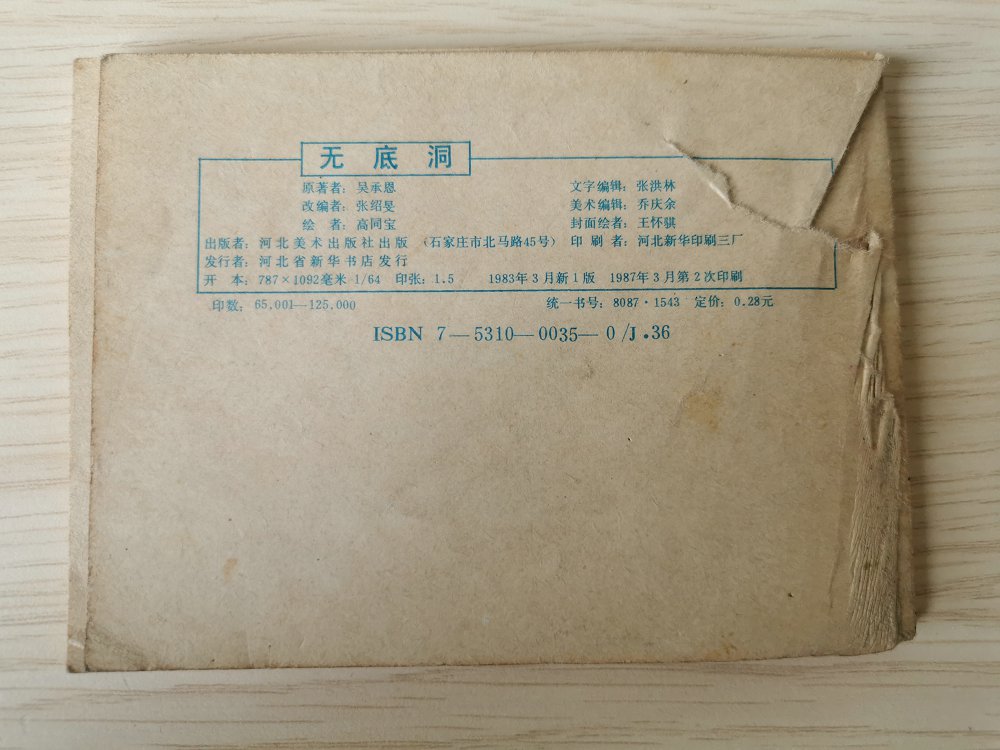 无底洞
原著者：吴承恩 文字编辑：张洪林
改编者：张绍旻 美术编辑：乔庆余
绘 者：高同宝 封面绘者：王怀骐
出版者：河北美术出版社出版 （石家庄市北马路45号） 印 刷 者：河北新华印刷三厂
发行者：河北省新华书店发行
开 本：787×1092毫米 1/64 印张：1.5 1983年3月新1版 1987年3月第2次印刷
印数：65,001—125,000 统一书号：8087·1543 定价：0.28元
ISBN 7—5310—0035—0/J·36